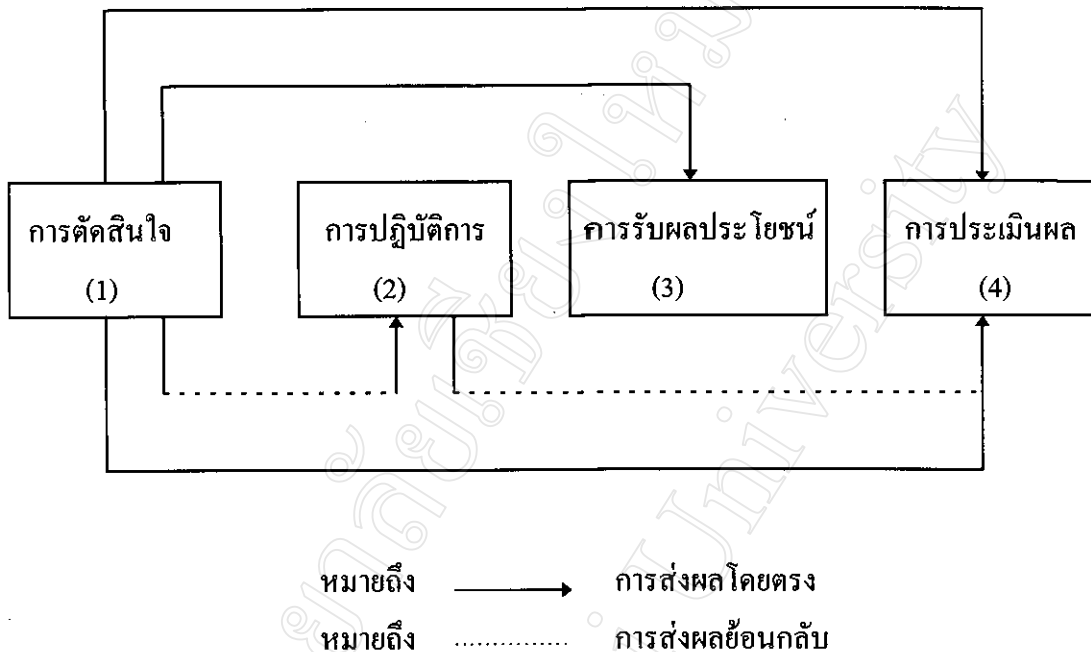 การตัดสินใจ
(1)
การปฏิบัติการ
(2)
การรับผลประโยชน์
(3)
การประเมินผล
(4)
หมายถึง การส่งผลโดยตรง
หมายถึง การส่งผลย้อนกลับ
University